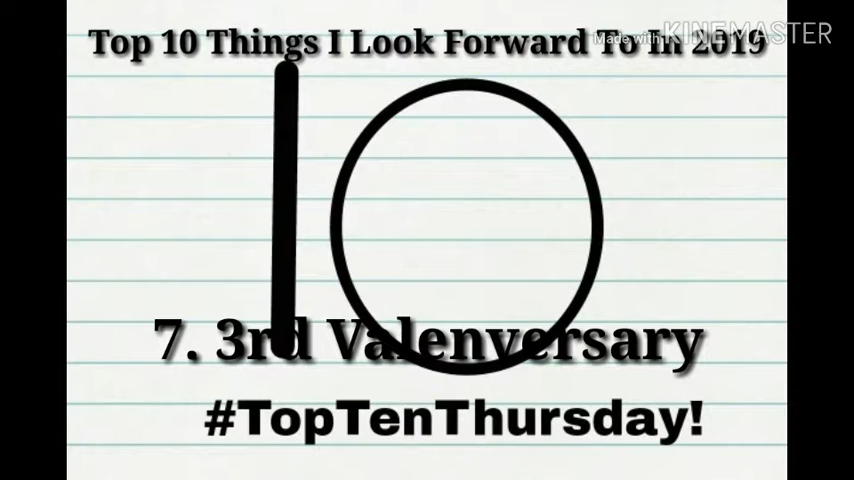 Top 10 Things I Look Forward To in 2019
Made with KINEMASTER
10
7. 3rd Valenversary
#TopTenThursday!